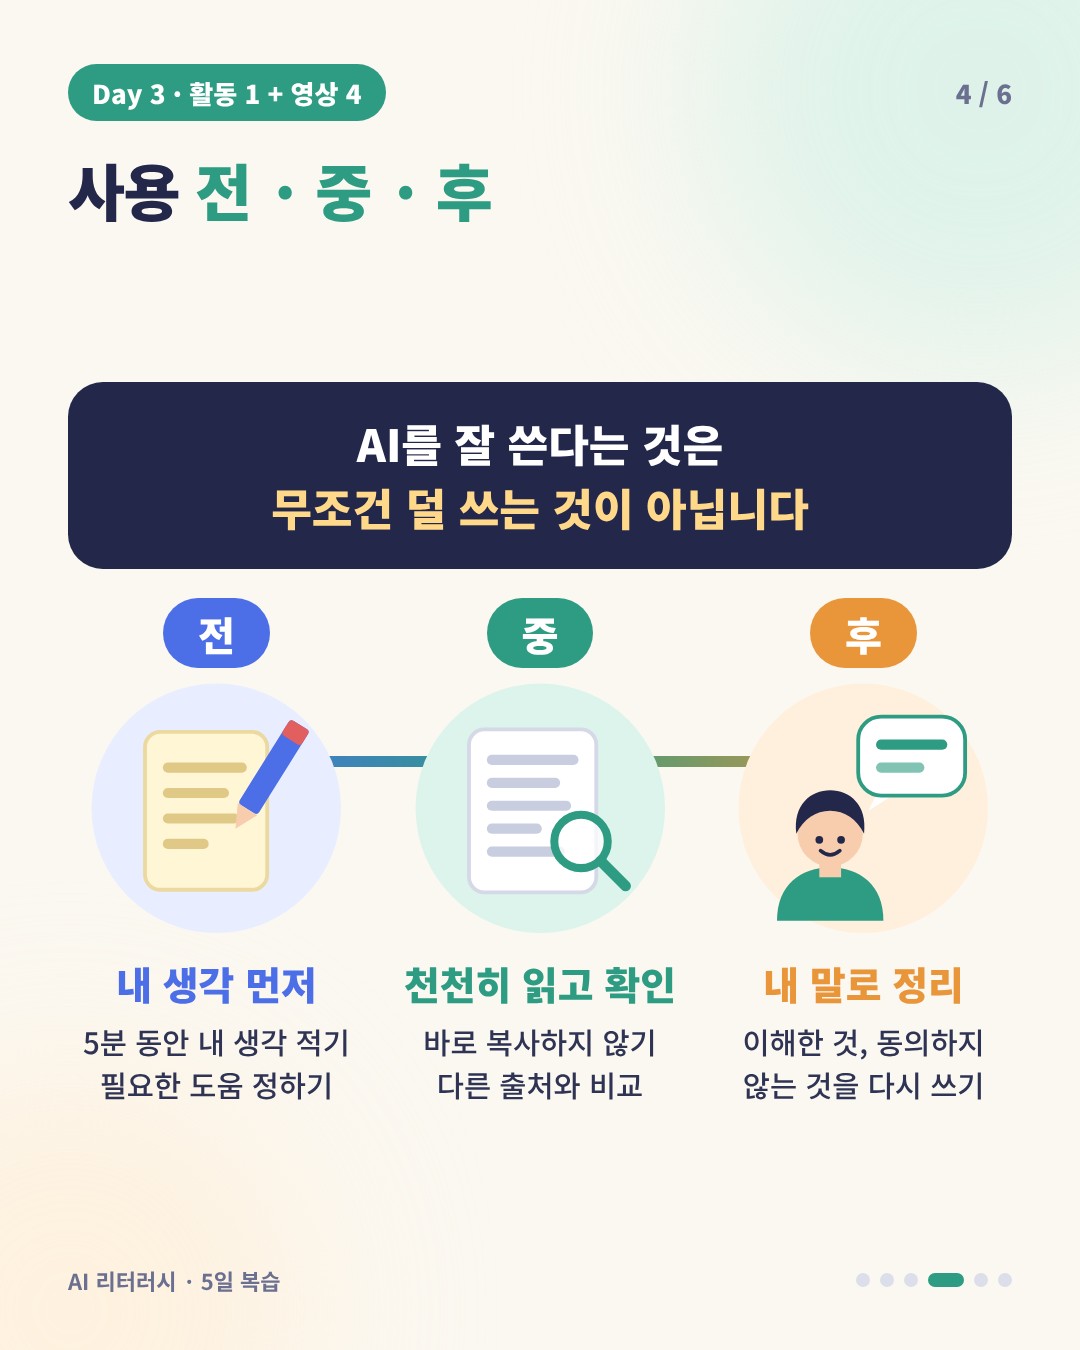 Day 3 · 활동 1 + 영상 4
4 / 6
사용 전 · 중 · 후
AI를 잘 쓴다는 것은
무조건 덜 쓰는 것이 아닙니다
전
중
후
내 생각 먼저
5분 동안 내 생각 적기
필요한 도움 정하기
천천히 읽고 확인
바로 복사하지 않기
다른 출처와 비교
내 말로 정리
이해한 것, 동의하지
않는 것을 다시 쓰기
AI 리터러시 · 5일 복습